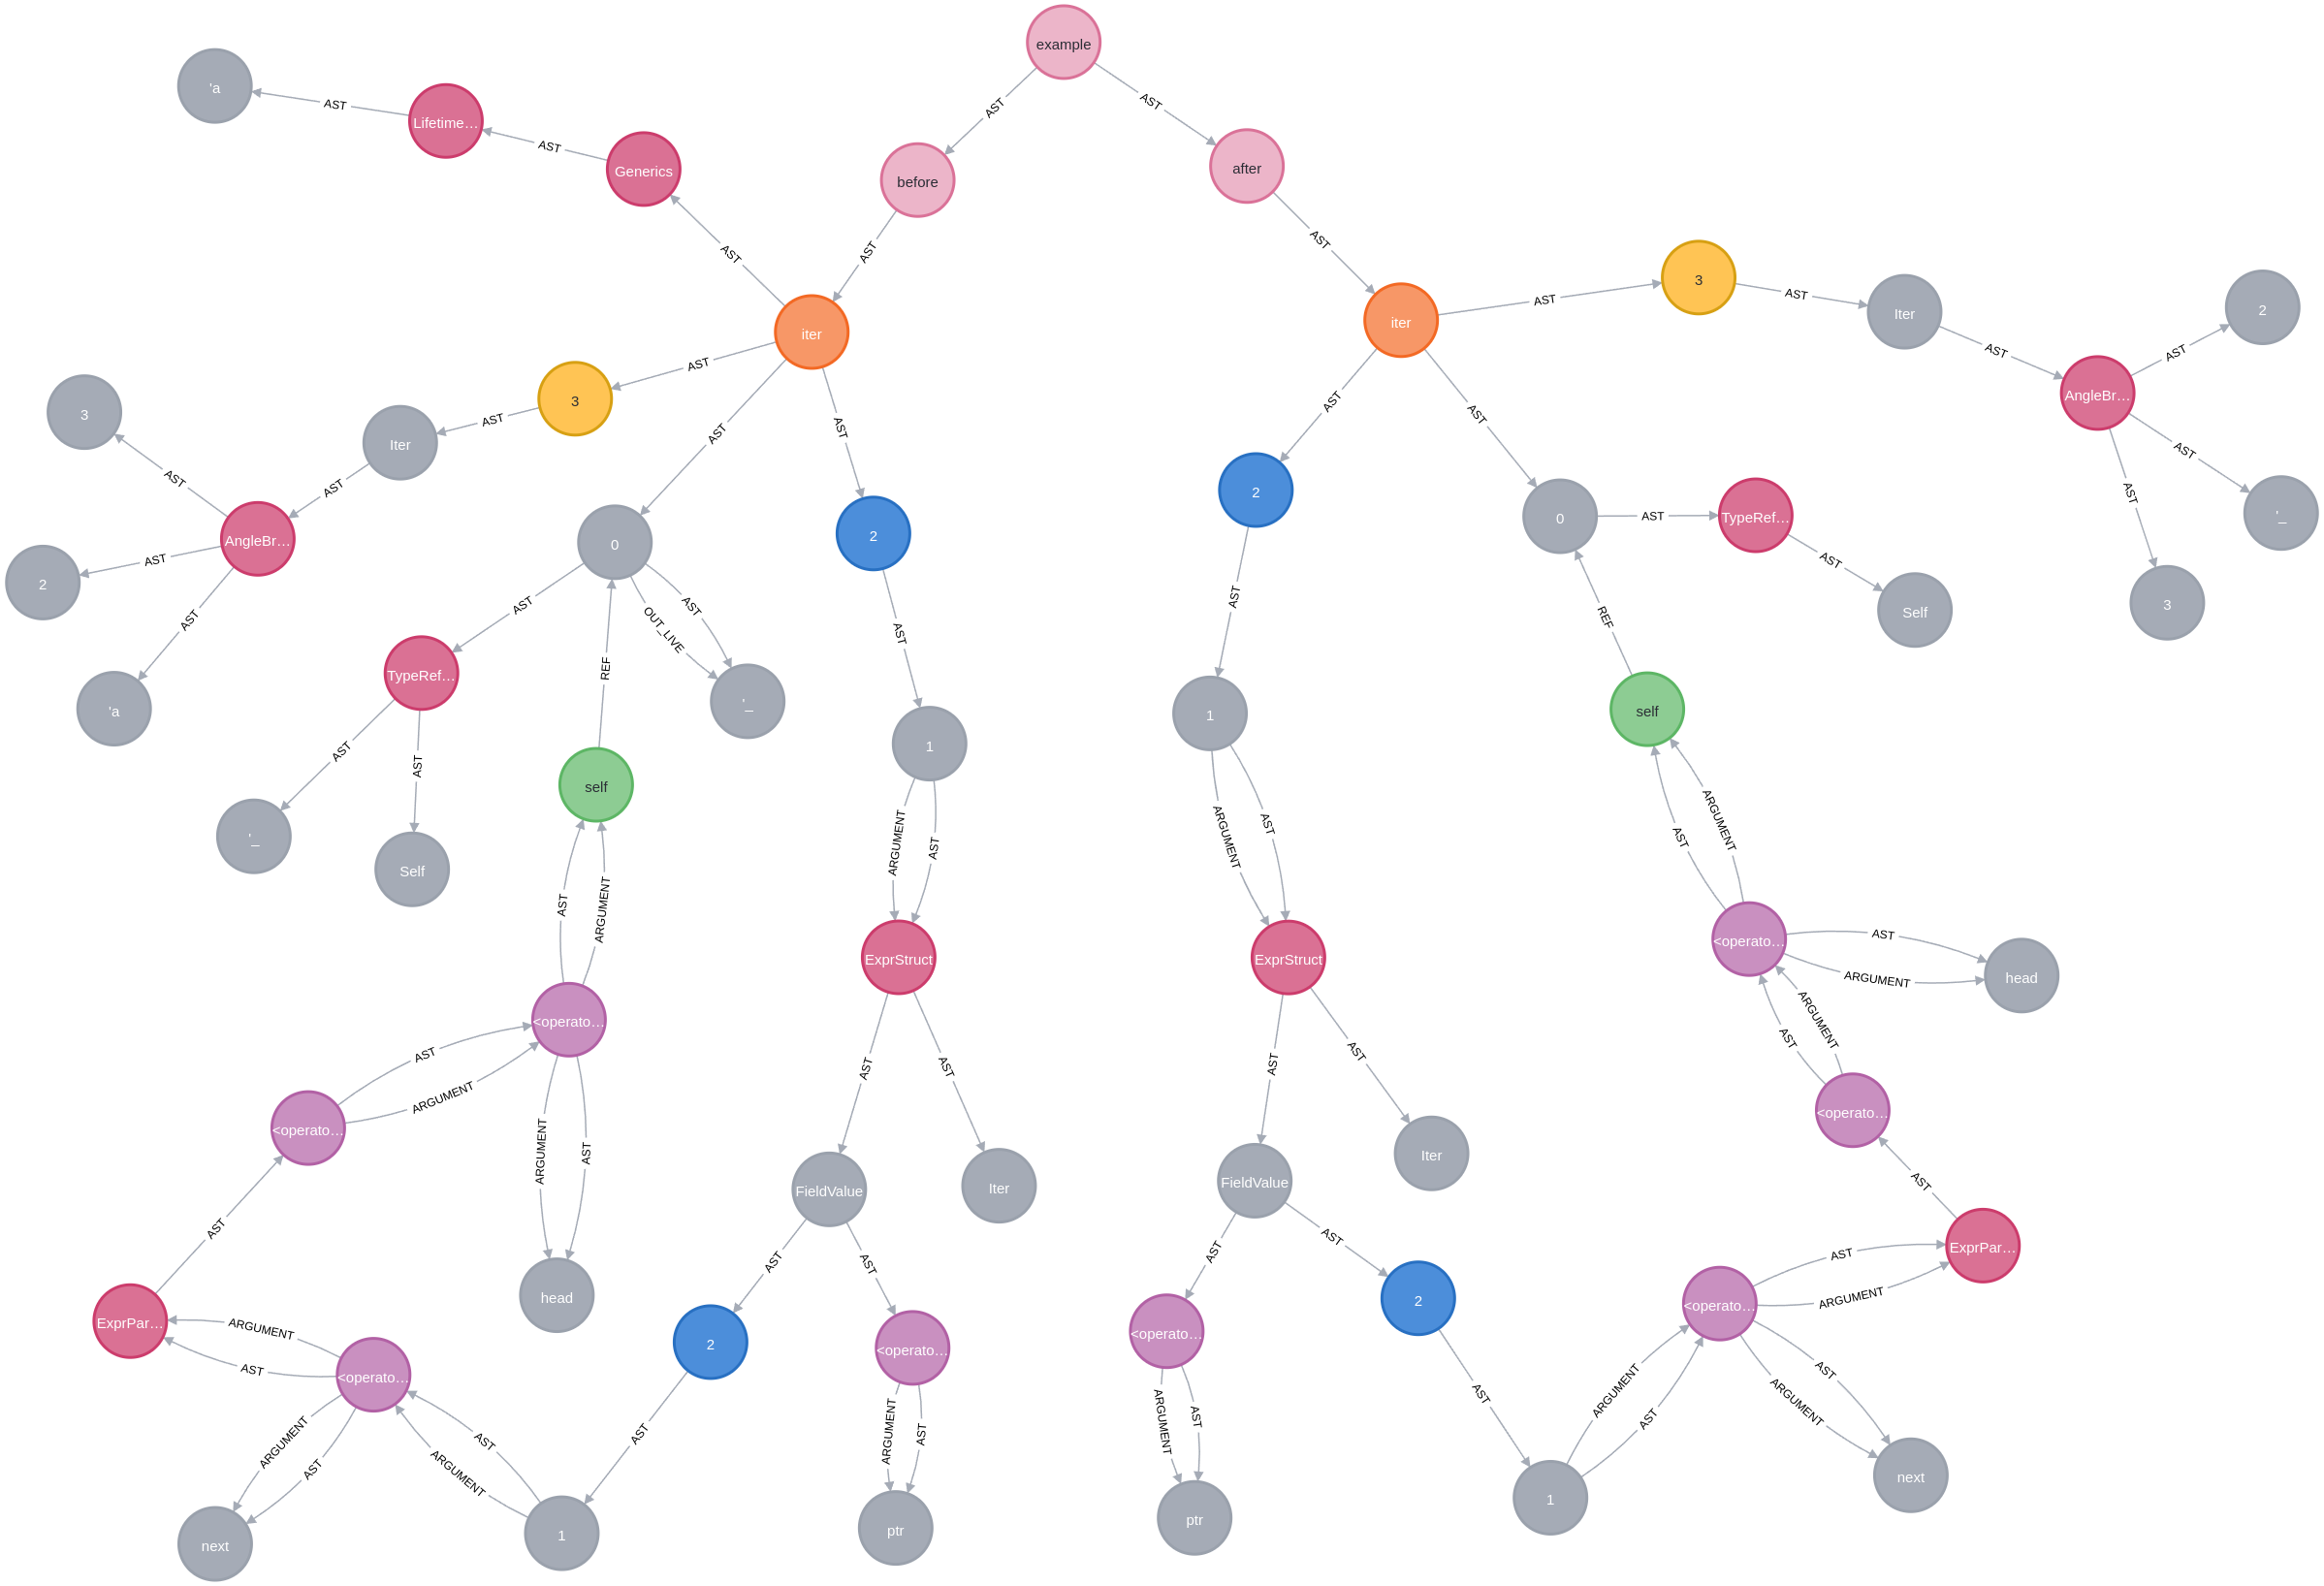 example
AST
AST
'a
AST
Lifetime…
AST
Generics
before
after
AST
AST
AST
iter
iter
AST
3
AST
Iter
AST
AngleBr…
AST
2
AST
'_
AST
3
AST
3
AST
Iter
AST
AngleBr…
AST
3
AST
2
AST
'a
AST
0
AST
2
AST
TypeRef…
AST
'_
AST
Self
OUT_LIVE
AST
'_
REF
self
AST
ARGUMENT
<operato…
ARGUMENT
AST
head
AST
ARGUMENT
<operato…
AST
ExprPar…
ARGUMENT
AST
<operato…
ARGUMENT
AST
next
AST
ARGUMENT
1
AST
2
AST
AST
1
ARGUMENT
AST
ExprStruct
AST
AST
FieldValue
Iter
AST
<operato…
ARGUMENT
AST
ptr
AST
2
AST
0
AST
TypeRef…
AST
Self
REF
self
AST
ARGUMENT
<operato…
AST
ARGUMENT
head
AST
ARGUMENT
<operato…
AST
ExprPar…
AST
ARGUMENT
<operato…
AST
ARGUMENT
next
ARGUMENT
AST
1
AST
2
AST
AST
1
ARGUMENT
AST
ExprStruct
AST
AST
FieldValue
Iter
AST
<operato…
ARGUMENT
AST
ptr